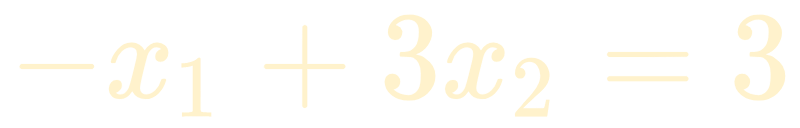 −x₁ + 3x₂ = 3